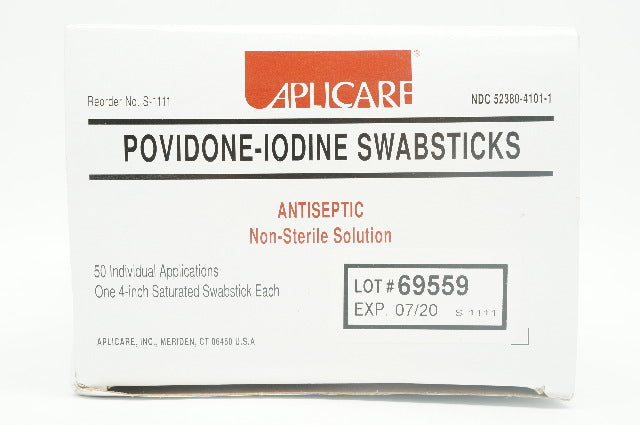 APLICARE®
Reorder No. S-1111
NDC 52380-4101-1
POVIDONE-IODINE SWABSTICKS
ANTISEPTIC
Non-Sterile Solution
50 Individual Applications
One 4-inch Saturated Swabstick Each
LOT # 69559
EXP. 07/20 S-1111
APLICARE, INC., MERIDEN, CT 06450 U.S.A